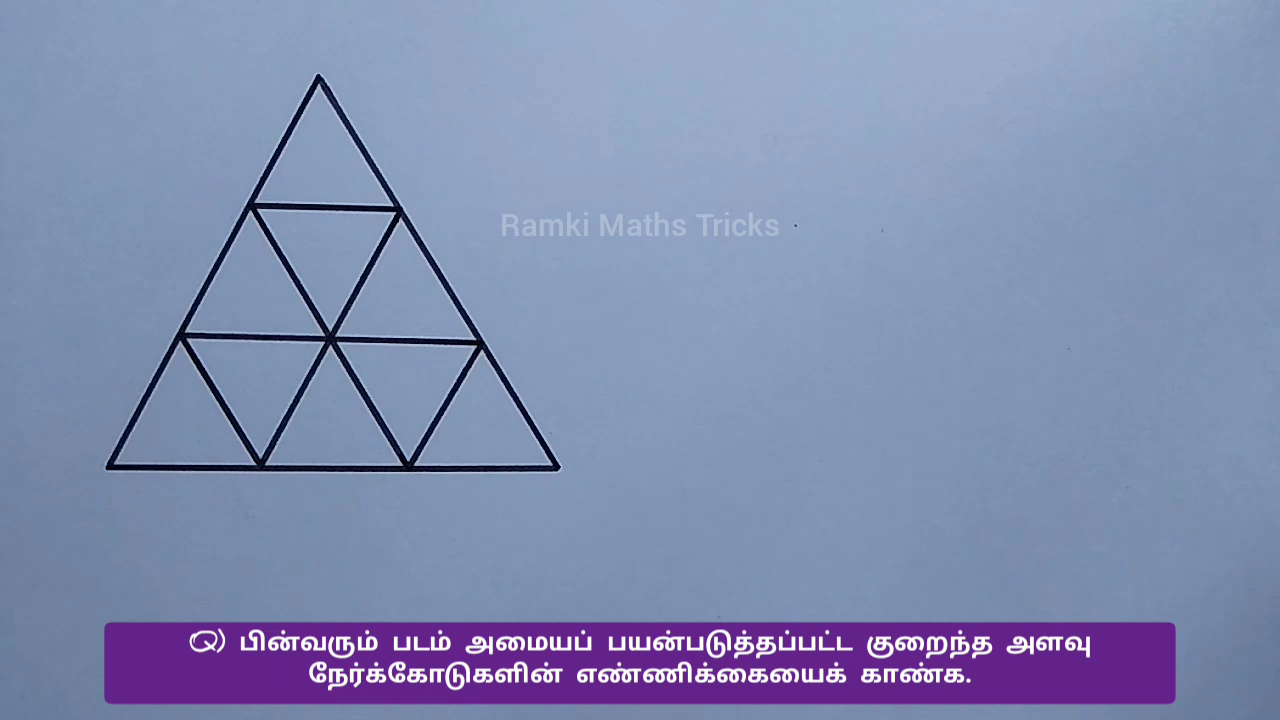 Ramki Maths Tricks
Q) பின்வரும் படம் அமையப் பயன்படுத்தப்பட்ட குறைந்த அளவு
நேர்க்கோடுகளின் எண்ணிக்கையைக் காண்க.